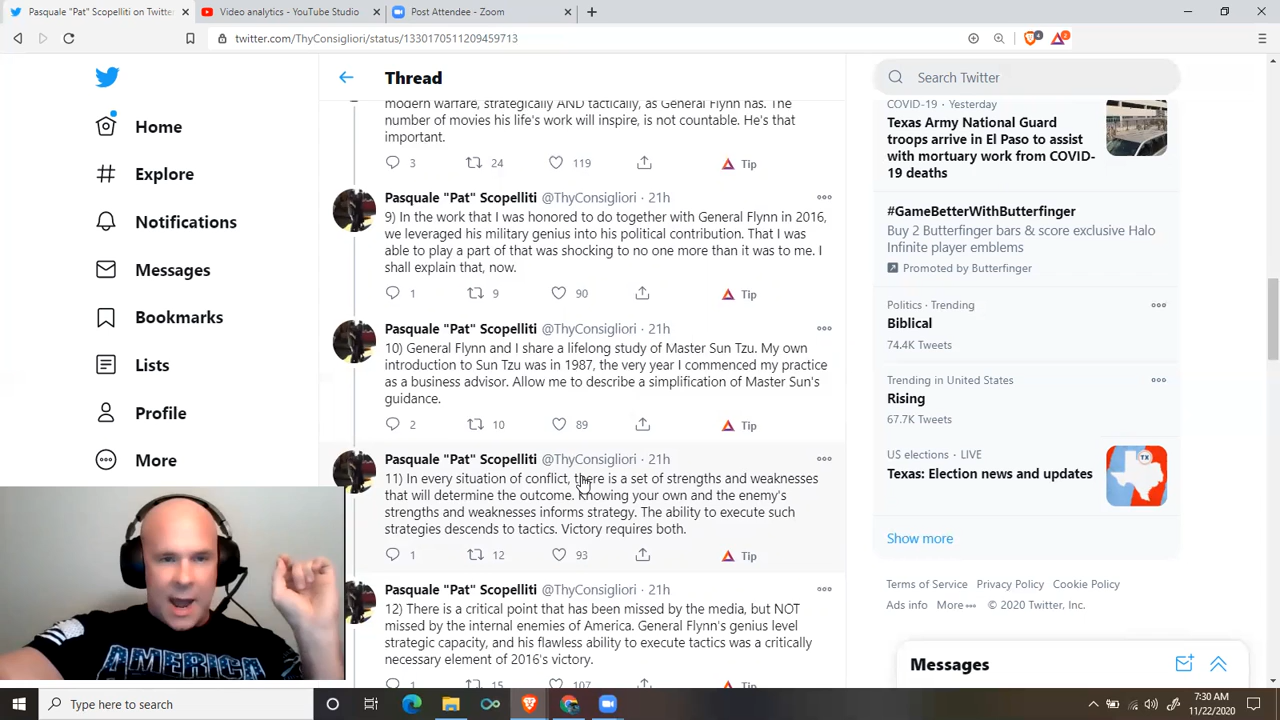 Pasquale "Pat" Scopelliti on Twitte
Video analytics - YouTube Studio
Post Attendee - Zoom
twitter.com/ThyConsigliori/status/1330170511209459713
4
2
Home
Explore
Notifications
Messages
Bookmarks
Lists
Profile
More
Thread
modern warfare, strategically AND tactically, as General Flynn has. The
number of movies his life's work will inspire, is not countable. He's that
important.
3 24 119 Tip
Pasquale "Pat" Scopelliti @ThyConsigliori · 21h
9) In the work that I was honored to do together with General Flynn in 2016,
we leveraged his military genius into his political contribution. That I was
able to play a part of that was shocking to no one more than it was to me. I
shall explain that, now.
1 9 90 Tip
Pasquale "Pat" Scopelliti @ThyConsigliori · 21h
10) General Flynn and I share a lifelong study of Master Sun Tzu. My own
introduction to Sun Tzu was in 1987, the very year I commenced my practice
as a business advisor. Allow me to describe a simplification of Master Sun's
guidance.
2 10 89 Tip
Pasquale "Pat" Scopelliti @ThyConsigliori · 21h
11) In every situation of conflict, there is a set of strengths and weaknesses
that will determine the outcome. Knowing your own and the enemy's
strengths and weaknesses informs strategy. The ability to execute such
strategies descends to tactics. Victory requires both.
1 12 93 Tip
Pasquale "Pat" Scopelliti @ThyConsigliori · 21h
12) There is a critical point that has been missed by the media, but NOT
missed by the internal enemies of America. General Flynn's genius level
strategic capacity, and his flawless ability to execute tactics was a critically
necessary element of 2016's victory.
1 15 107 Tip
Search Twitter
COVID-19 · Yesterday
Texas Army National Guard
troops arrive in El Paso to assist
with mortuary work from COVID-
19 deaths
#GameBetterWithButterfinger
Buy 2 Butterfinger bars & score exclusive Halo
Infinite player emblems
Promoted by Butterfinger
Politics · Trending
Biblical
74.4K Tweets
Trending in United States
Rising
67.7K Tweets
US elections · LIVE
Texas: Election news and updates
TX
Show more
Terms of Service Privacy Policy Cookie Policy
Ads info More © 2020 Twitter, Inc.
Messages
AMERICA
Type here to search
7:30 AM
11/22/2020